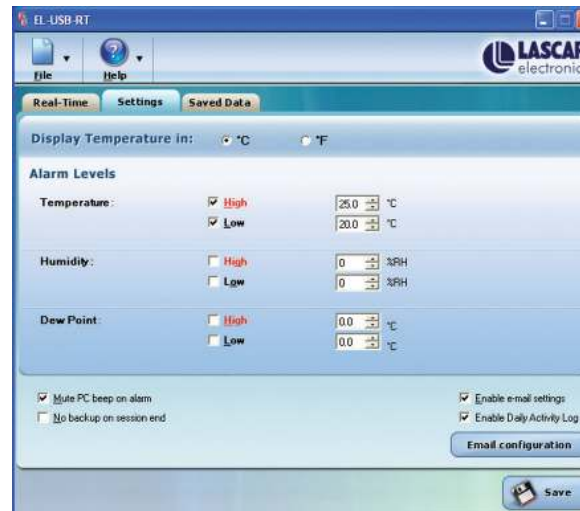 EL-USB-RT
File Help
LASCAR
electronic
Real-Time Settings Saved Data
Display Temperature in: °C °F
Alarm Levels
Temperature: High 25.0 °C
Low 20.0 °C
Humidity: High 0 %RH
Low 0 %RH
Dew Point: High 0.0 °C
Low 0.0 °C
Mute PC beep on alarm Enable e-mail settings
No backup on session end Enable Daily Activity Log
Email configuration
Save